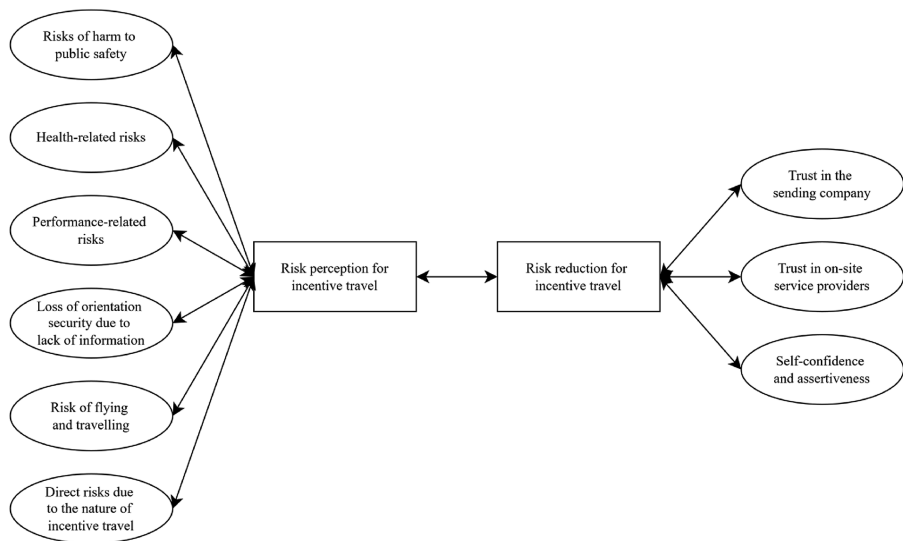 Risks of harm to
public safety
Health-related risks
Performance-related
risks
Loss of orientation
security due to
lack of information
Risk of flying
and travelling
Direct risks due
to the nature of
incentive travel
Risk perception for
incentive travel
Risk reduction for
incentive travel
Trust in the
sending company
Trust in on-site
service providers
Self-confidence
and assertiveness